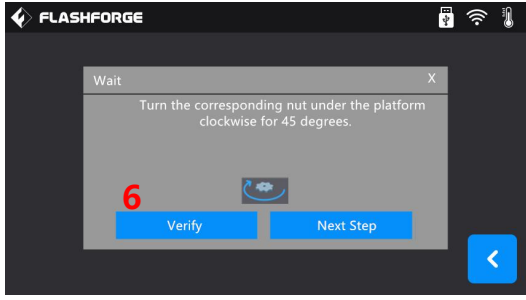 FLASHFORGE
Wait X
Turn the corresponding nut under the platform
clockwise for 45 degrees.
6
Verify Next Step